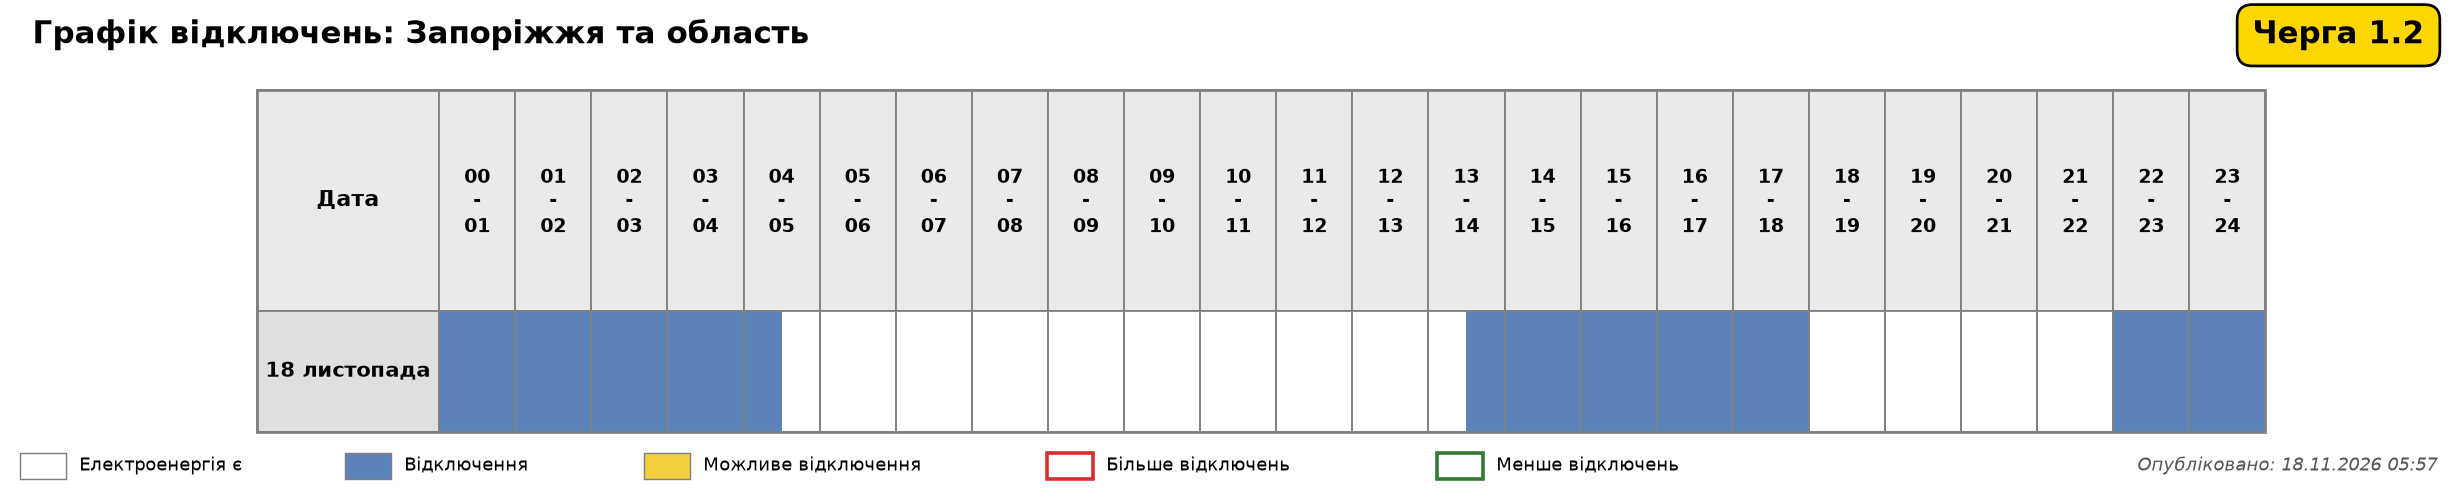 Графік відключень: Запоріжжя та область
Черга 1.2
Дата
00 - 01
01 - 02
02 - 03
03 - 04
04 - 05
05 - 06
06 - 07
07 - 08
08 - 09
09 - 10
10 - 11
11 - 12
12 - 13
13 - 14
14 - 15
15 - 16
16 - 17
17 - 18
18 - 19
19 - 20
20 - 21
21 - 22
22 - 23
23 - 24
18 листопада
Електроенергія є
Відключення
Можливе відключення
Більше відключень
Менше відключень
Опубліковано: 18.11.2026 05:57